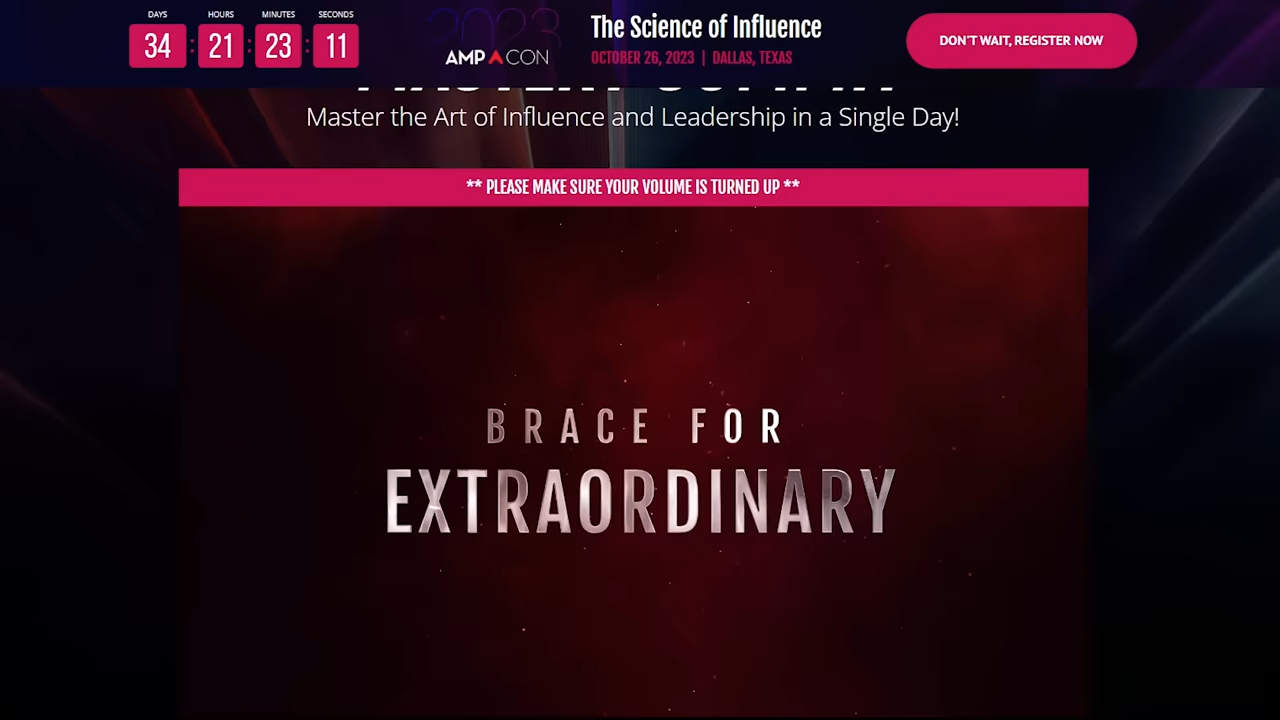 DAYS HOURS MINUTES SECONDS
34 : 21 : 23 : 11
2023
AMP CON
The Science of Influence
OCTOBER 26, 2023 | DALLAS, TEXAS
DON'T WAIT, REGISTER NOW
Master the Art of Influence and Leadership in a Single Day!
** PLEASE MAKE SURE YOUR VOLUME IS TURNED UP **
BRACE FOR
EXTRAORDINARY